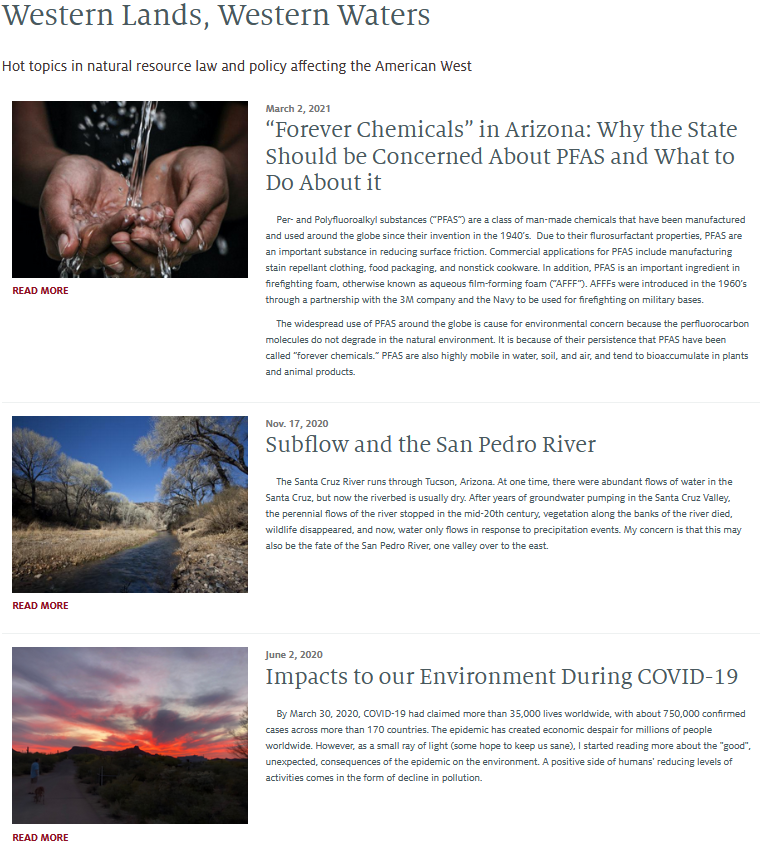 Western Lands, Western Waters
Hot topics in natural resource law and policy affecting the American West
March 2, 2021
“Forever Chemicals” in Arizona: Why the State
Should be Concerned About PFAS and What to
Do About it
Per- and Polyfluoroalkyl substances (“PFAS”) are a class of man-made chemicals that have been manufactured
and used around the globe since their invention in the 1940’s.  Due to their flurosurfactant properties, PFAS are
an important substance in reducing surface friction. Commercial applications for PFAS include manufacturing
stain repellant clothing, food packaging, and nonstick cookware. In addition, PFAS is an important ingredient in
firefighting foam, otherwise known as aqueous film-forming foam (“AFFF”). AFFFs were introduced in the 1960’s
through a partnership with the 3M company and the Navy to be used for firefighting on military bases.
The widespread use of PFAS around the globe is cause for environmental concern because the perfluorocarbon
molecules do not degrade in the natural environment. It is because of their persistence that PFAS have been
called “forever chemicals.” PFAS are also highly mobile in water, soil, and air, and tend to bioaccumulate in plants
and animal products.
READ MORE
Nov. 17, 2020
Subflow and the San Pedro River
The Santa Cruz River runs through Tucson, Arizona. At one time, there were abundant flows of water in the
Santa Cruz, but now the riverbed is usually dry. After years of groundwater pumping in the Santa Cruz Valley,
the perennial flows of the river stopped in the mid-20th century, vegetation along the banks of the river died,
wildlife disappeared, and now, water only flows in response to precipitation events. My concern is that this may
also be the fate of the San Pedro River, one valley over to the east.
READ MORE
June 2, 2020
Impacts to our Environment During COVID-19
By March 30, 2020, COVID-19 had claimed more than 35,000 lives worldwide, with about 750,000 confirmed
cases across more than 170 countries. The epidemic has created economic despair for millions of people
worldwide. However, as a small ray of light (some hope to keep us sane), I started reading more about the "good",
unexpected, consequences of the epidemic on the environment. A positive side of humans' reducing levels of
activities comes in the form of decline in pollution.
READ MORE